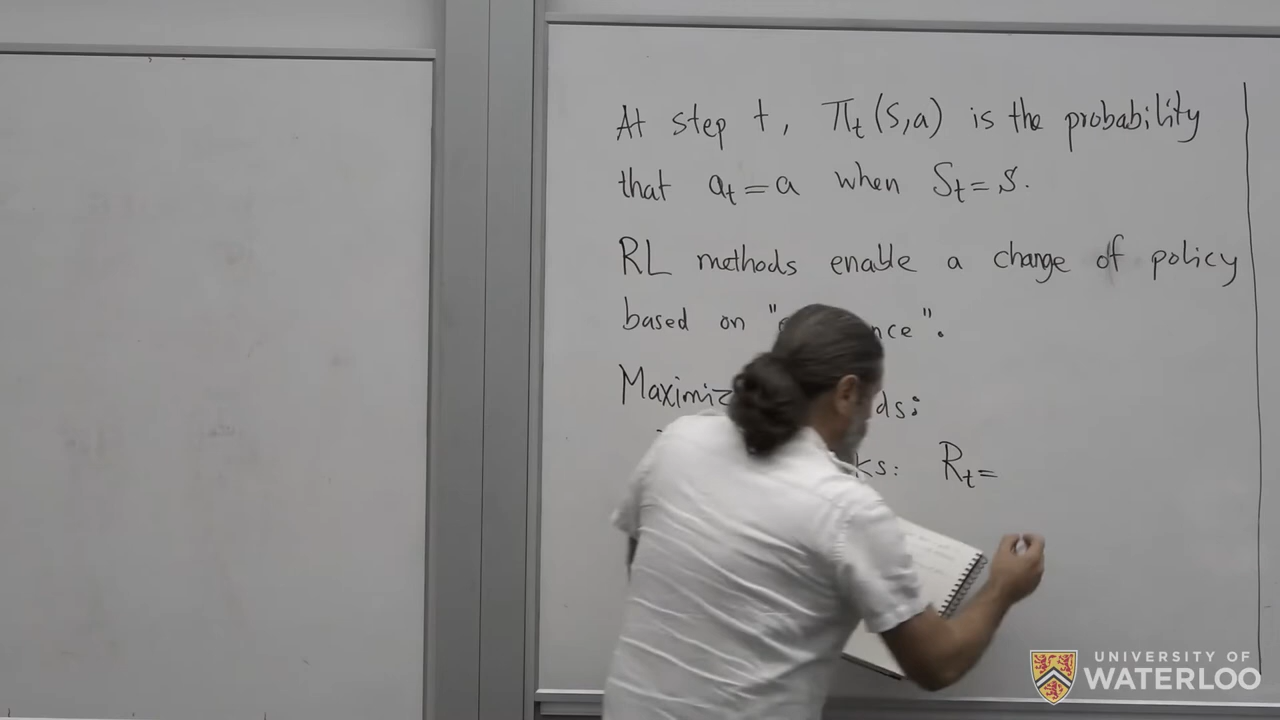 At step t, πt(s,a) is the probability
that at = a when St = s.
RL methods enable a change of policy
based on " nce".
Maximiz ds:
ks: Rt =
UNIVERSITY OF
WATERLOO